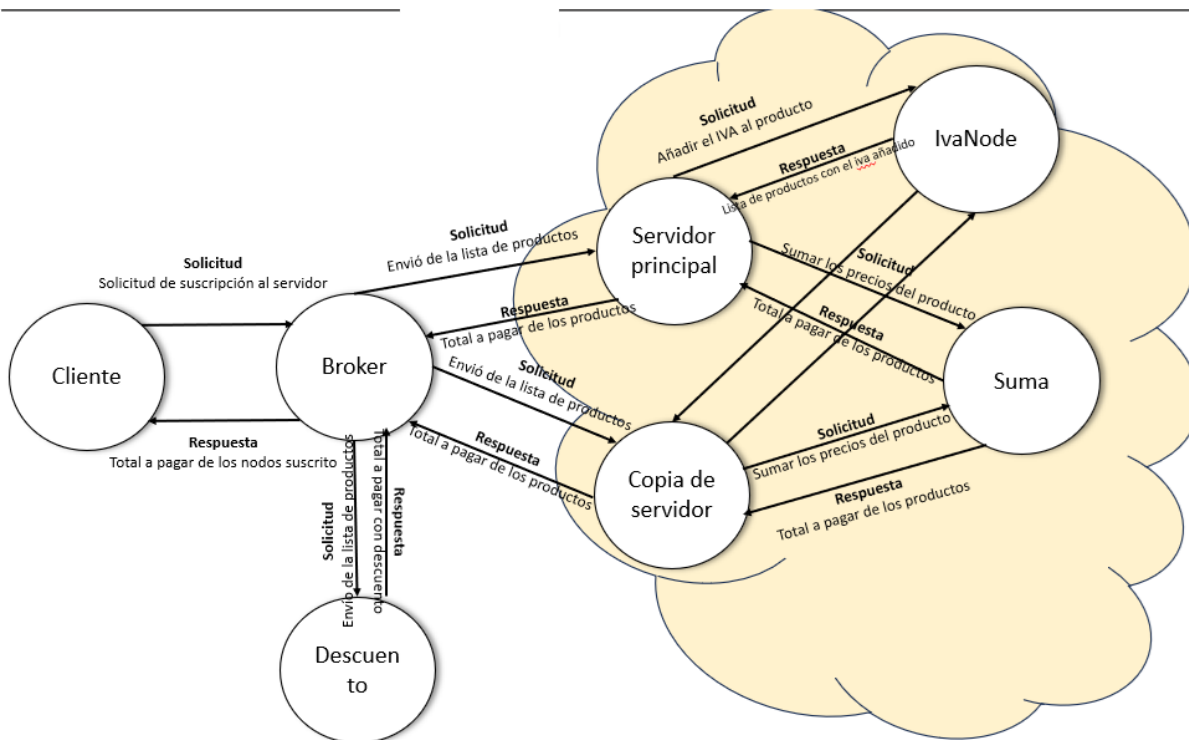 Solicitud
Añadir el IVA al producto
IvaNode
Respuesta
Lista de productos con el iva añadido
Servidor
principal
Solicitud
Envió de la lista de productos
Solicitud
Sumar los precios del producto
Solicitud
Solicitud de suscripción al servidor
Respuesta
Total a pagar de los productos
Respuesta
Total a pagar de los productos
Cliente
Broker
Suma
Solicitud
Envió de la lista de productos
Solicitud
Sumar los precios del producto
Respuesta
Total a pagar de los nodos suscrito
Respuesta
Total a pagar de los productos
Copia de
servidor
Respuesta
Total a pagar de los productos
Solicitud
Envío de la lista de productos
Total a pagar con descuento
Respuesta
Descuen
to